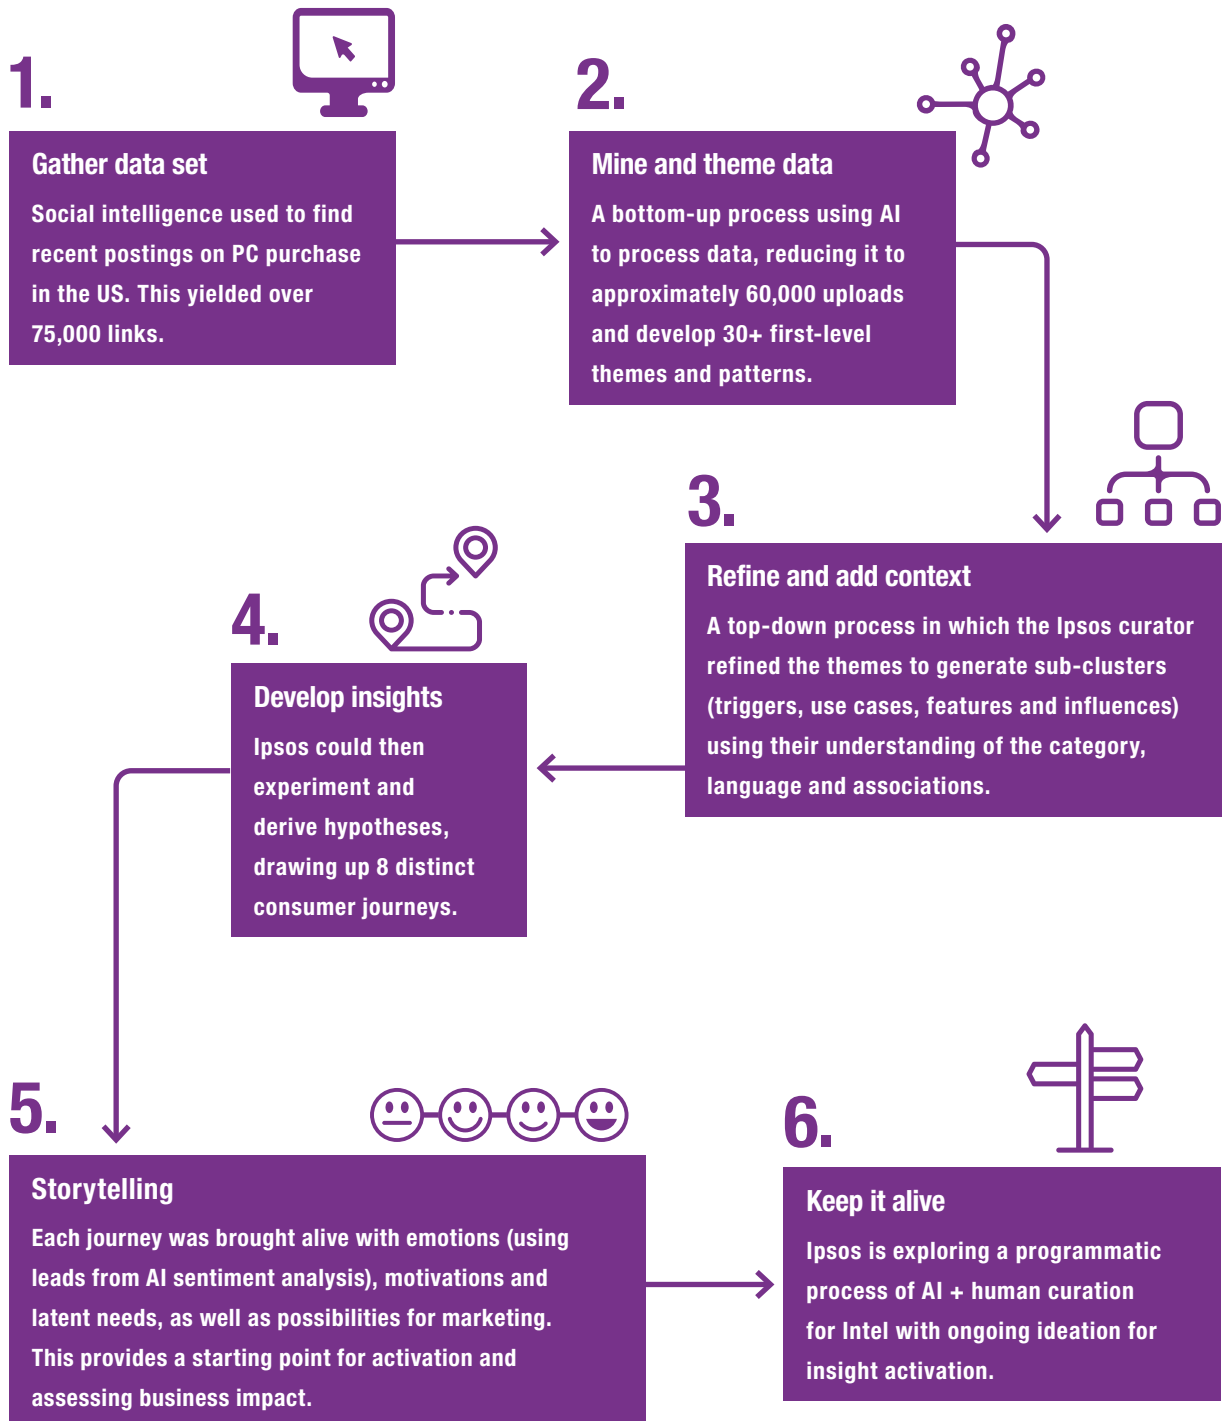 1.
Gather data set
Social intelligence used to find
recent postings on PC purchase
in the US. This yielded over
75,000 links.
2.
Mine and theme data
A bottom-up process using AI
to process data, reducing it to
approximately 60,000 uploads
and develop 30+ first-level
themes and patterns.
3.
Refine and add context
A top-down process in which the Ipsos curator
refined the themes to generate sub-clusters
(triggers, use cases, features and influences)
using their understanding of the category,
language and associations.
4.
Develop insights
Ipsos could then
experiment and
derive hypotheses,
drawing up 8 distinct
consumer journeys.
5.
Storytelling
Each journey was brought alive with emotions (using
leads from AI sentiment analysis), motivations and
latent needs, as well as possibilities for marketing.
This provides a starting point for activation and
assessing business impact.
6.
Keep it alive
Ipsos is exploring a programmatic
process of AI + human curation
for Intel with ongoing ideation for
insight activation.